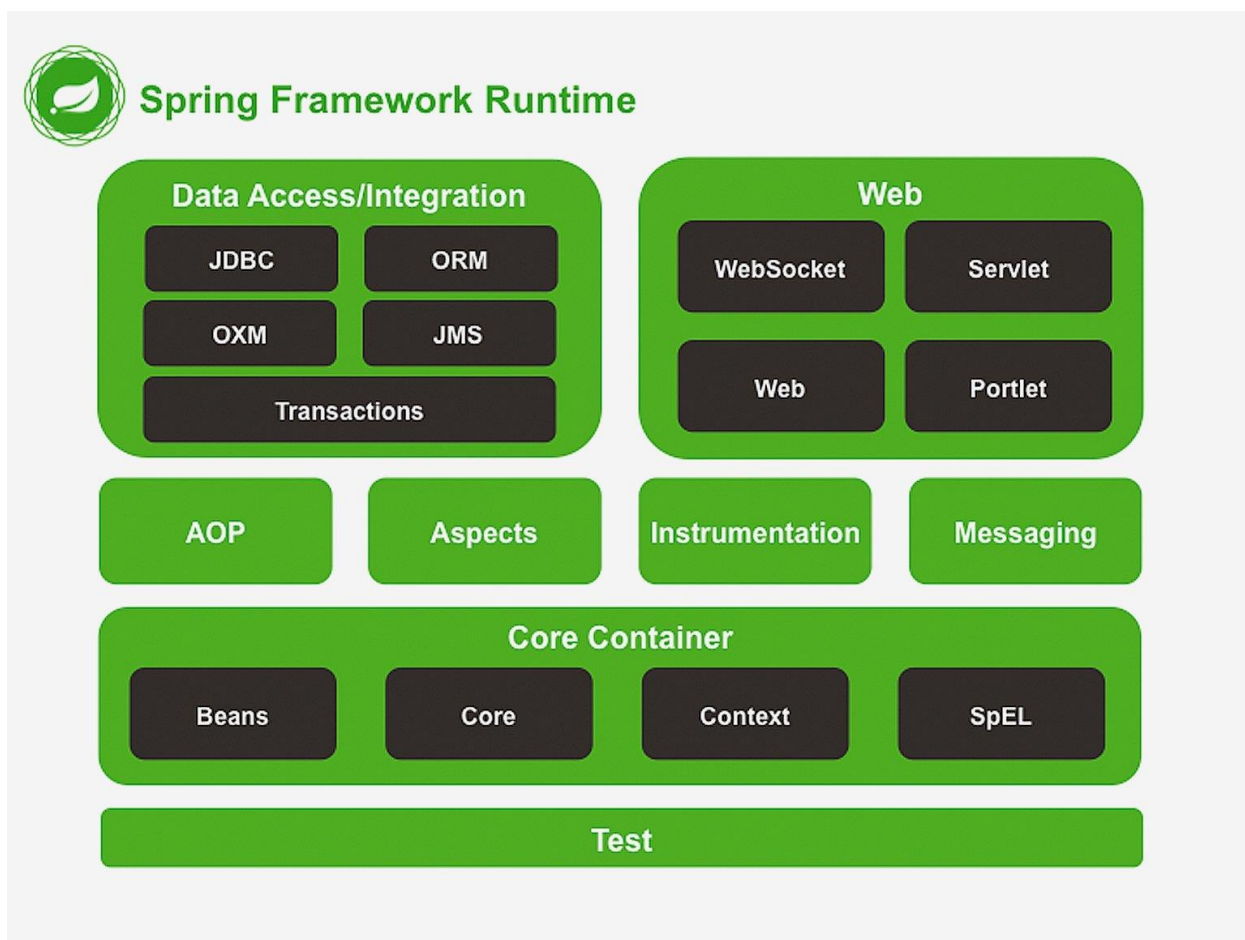 Spring Framework Runtime
Data Access/Integration
JDBC
ORM
OXM
JMS
Transactions
Web
WebSocket
Servlet
Web
Portlet
AOP
Aspects
Instrumentation
Messaging
Core Container
Beans
Core
Context
SpEL
Test